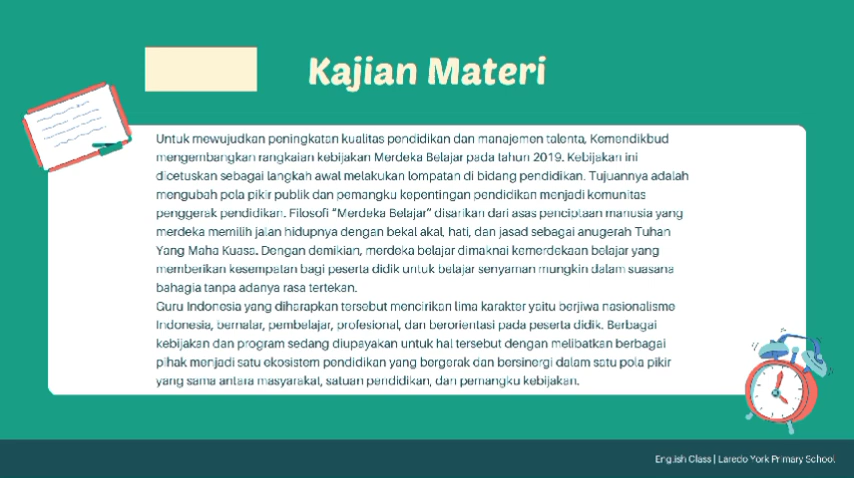 Kajian Materi
Untuk mewujudkan peningkatan kualitas pendidikan dan manajemen talenta, Kemendikbud
mengembangkan rangkaian kebijakan Merdeka Belajar pada tahun 2019. Kebijakan ini
dicetuskan sebagai langkah awal melakukan lompatan di bidang pendidikan. Tujuannya adalah
mengubah pola pikir publik dan pemangku kepentingan pendidikan menjadi komunitas
penggerak pendidikan. Filosofi “Merdeka Belajar” disarikan dari asas penciptaan manusia yang
merdeka memilih jalan hidupnya dengan bekal akal, hati, dan jasad sebagai anugerah Tuhan
Yang Maha Kuasa. Dengan demikian, merdeka belajar dimaknai kemerdekaan belajar yang
memberikan kesempatan bagi peserta didik untuk belajar senyaman mungkin dalam suasana
bahagia tanpa adanya rasa tertekan.
Guru Indonesia yang diharapkan tersebut mencirikan lima karakter yaitu berjiwa nasionalisme
Indonesia, bernalar, pembelajar, profesional, dan berorientasi pada peserta didik. Berbagai
kebijakan dan program sedang diupayakan untuk hal tersebut dengan melibatkan berbagai
pihak menjadi satu ekosistem pendidikan yang bergerak dan bersinergi dalam satu pola pikir
yang sama antara masyarakat, satuan pendidikan, dan pemangku kebijakan.
English Class | Laredo York Primary School